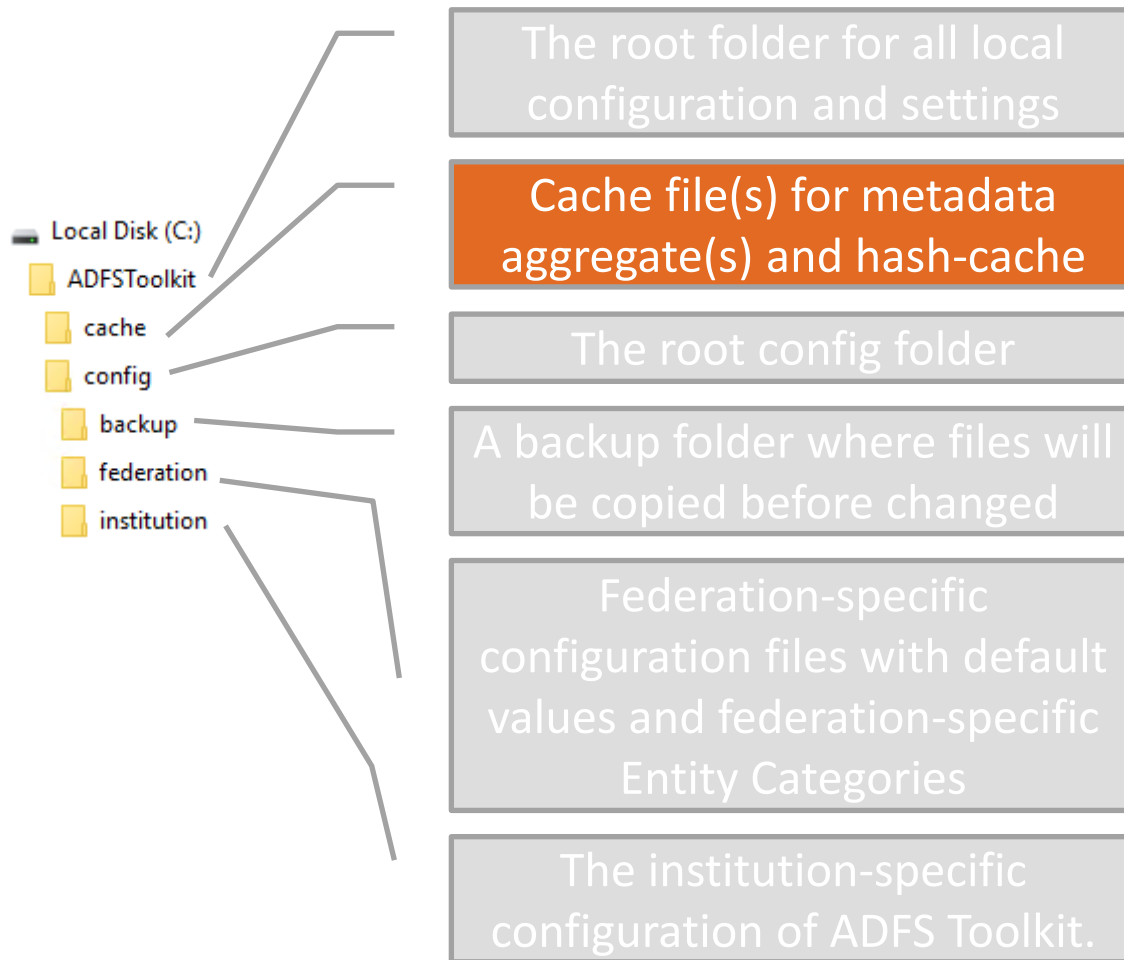 Local Disk (C:)
ADFSToolkit
cache
config
backup
federation
institution
The root folder for all local
configuration and settings
Cache file(s) for metadata
aggregate(s) and hash-cache
The root config folder
A backup folder where files will
be copied before changed
Federation-specific
configuration files with default
values and federation-specific
Entity Categories
The institution-specific
configuration of ADFS Toolkit.